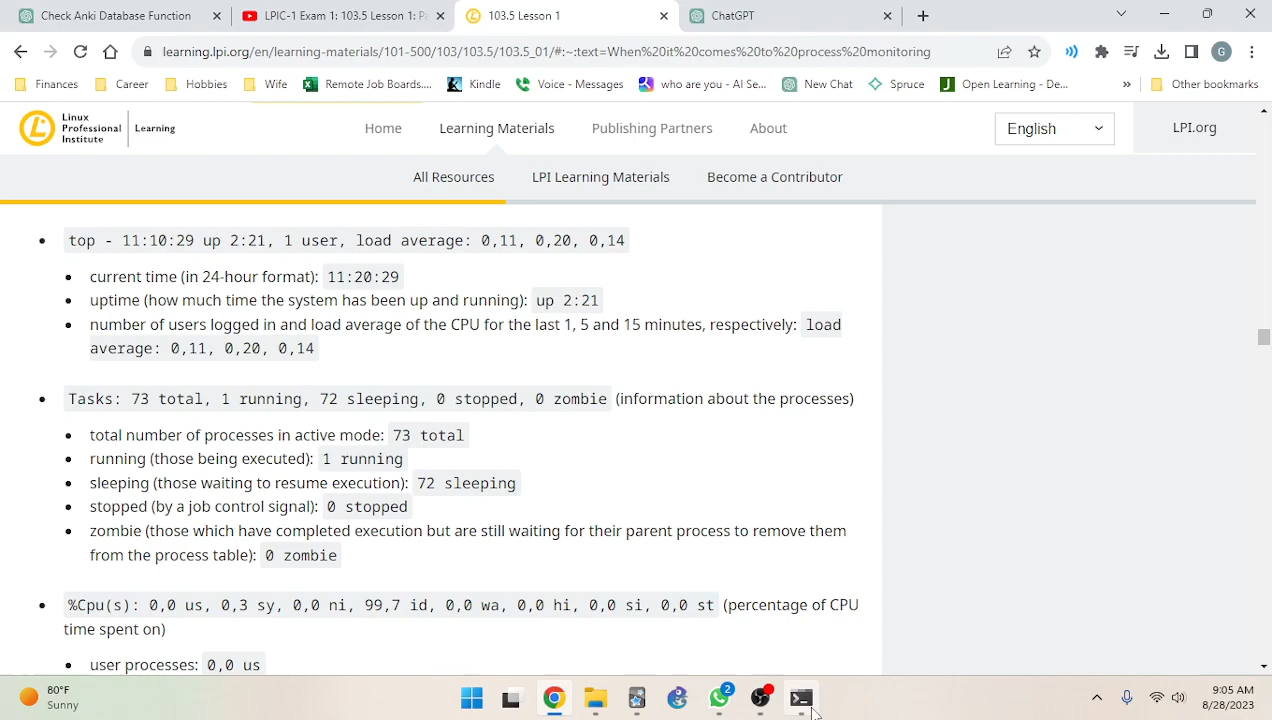 Check Anki Database Function
LPIC-1 Exam 1: 103.5 Lesson 1: P
103.5 Lesson 1
ChatGPT
learning.lpi.org/en/learning-materials/101-500/103/103.5/103.5_01/#:~:text=When%20it%20comes%20to%20process%20monitoring
Finances
Career
Hobbies
Wife
Remote Job Boards....
Kindle
Voice - Messages
who are you - AI Se...
New Chat
Spruce
Open Learning - De...
»
Other bookmarks
Linux
Professional
Institute
Learning
Home
Learning Materials
Publishing Partners
About
English
LPI.org
All Resources
LPI Learning Materials
Become a Contributor
top - 11:10:29 up 2:21, 1 user, load average: 0,11, 0,20, 0,14
current time (in 24-hour format): 11:20:29
uptime (how much time the system has been up and running): up 2:21
number of users logged in and load average of the CPU for the last 1, 5 and 15 minutes, respectively: load
average: 0,11, 0,20, 0,14
Tasks: 73 total, 1 running, 72 sleeping, 0 stopped, 0 zombie (information about the processes)
total number of processes in active mode: 73 total
running (those being executed): 1 running
sleeping (those waiting to resume execution): 72 sleeping
stopped (by a job control signal): 0 stopped
zombie (those which have completed execution but are still waiting for their parent process to remove them
from the process table): 0 zombie
%Cpu(s): 0,0 us, 0,3 sy, 0,0 ni, 99,7 id, 0,0 wa, 0,0 hi, 0,0 si, 0,0 st (percentage of CPU
time spent on)
user processes: 0,0 us
80°F
Sunny
2
9:05 AM
8/28/2023